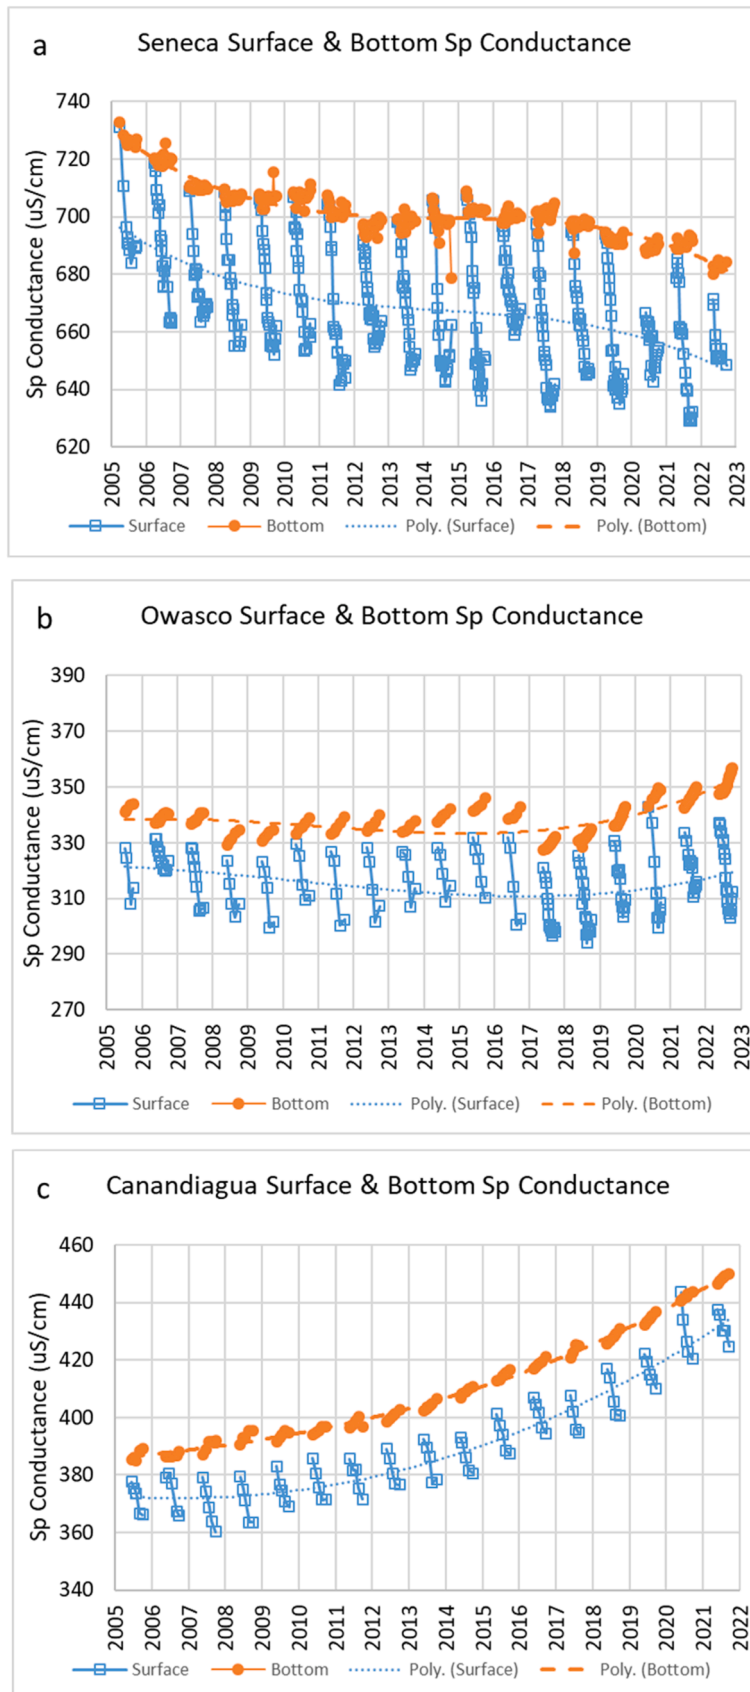 a
Seneca Surface & Bottom Sp Conductance
Sp Conductance (uS/cm)
740
720
700
680
660
640
620
2005 2006 2007 2008 2009 2010 2011 2012 2013 2014 2015 2016 2017 2018 2019 2020 2021 2022 2023
Surface Bottom Poly. (Surface) Poly. (Bottom)
b
Owasco Surface & Bottom Sp Conductance
Sp Conductance (uS/cm)
390
370
350
330
310
290
270
2005 2006 2007 2008 2009 2010 2011 2012 2013 2014 2015 2016 2017 2018 2019 2020 2021 2022 2023
Surface Bottom Poly. (Surface) Poly. (Bottom)
c
Canandiagua Surface & Bottom Sp Conductance
Sp Conductance (uS/cm)
460
440
420
400
380
360
340
2005 2006 2007 2008 2009 2010 2011 2012 2013 2014 2015 2016 2017 2018 2019 2020 2021 2022
Surface Bottom Poly. (Surface) Poly. (Bottom)